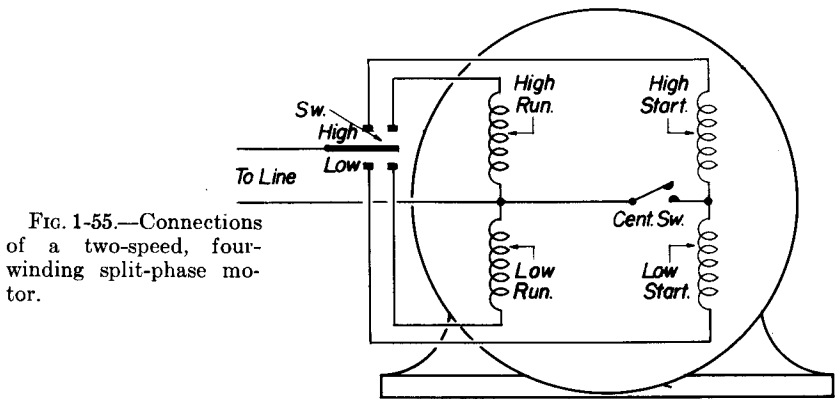 High
Run.
High
Start.
Sw.
High
Low
To Line
Cent. Sw.
Low
Run.
Low
Start.
FIG. 1-55.—Connections
of a two-speed, four-
winding split-phase mo-
tor.